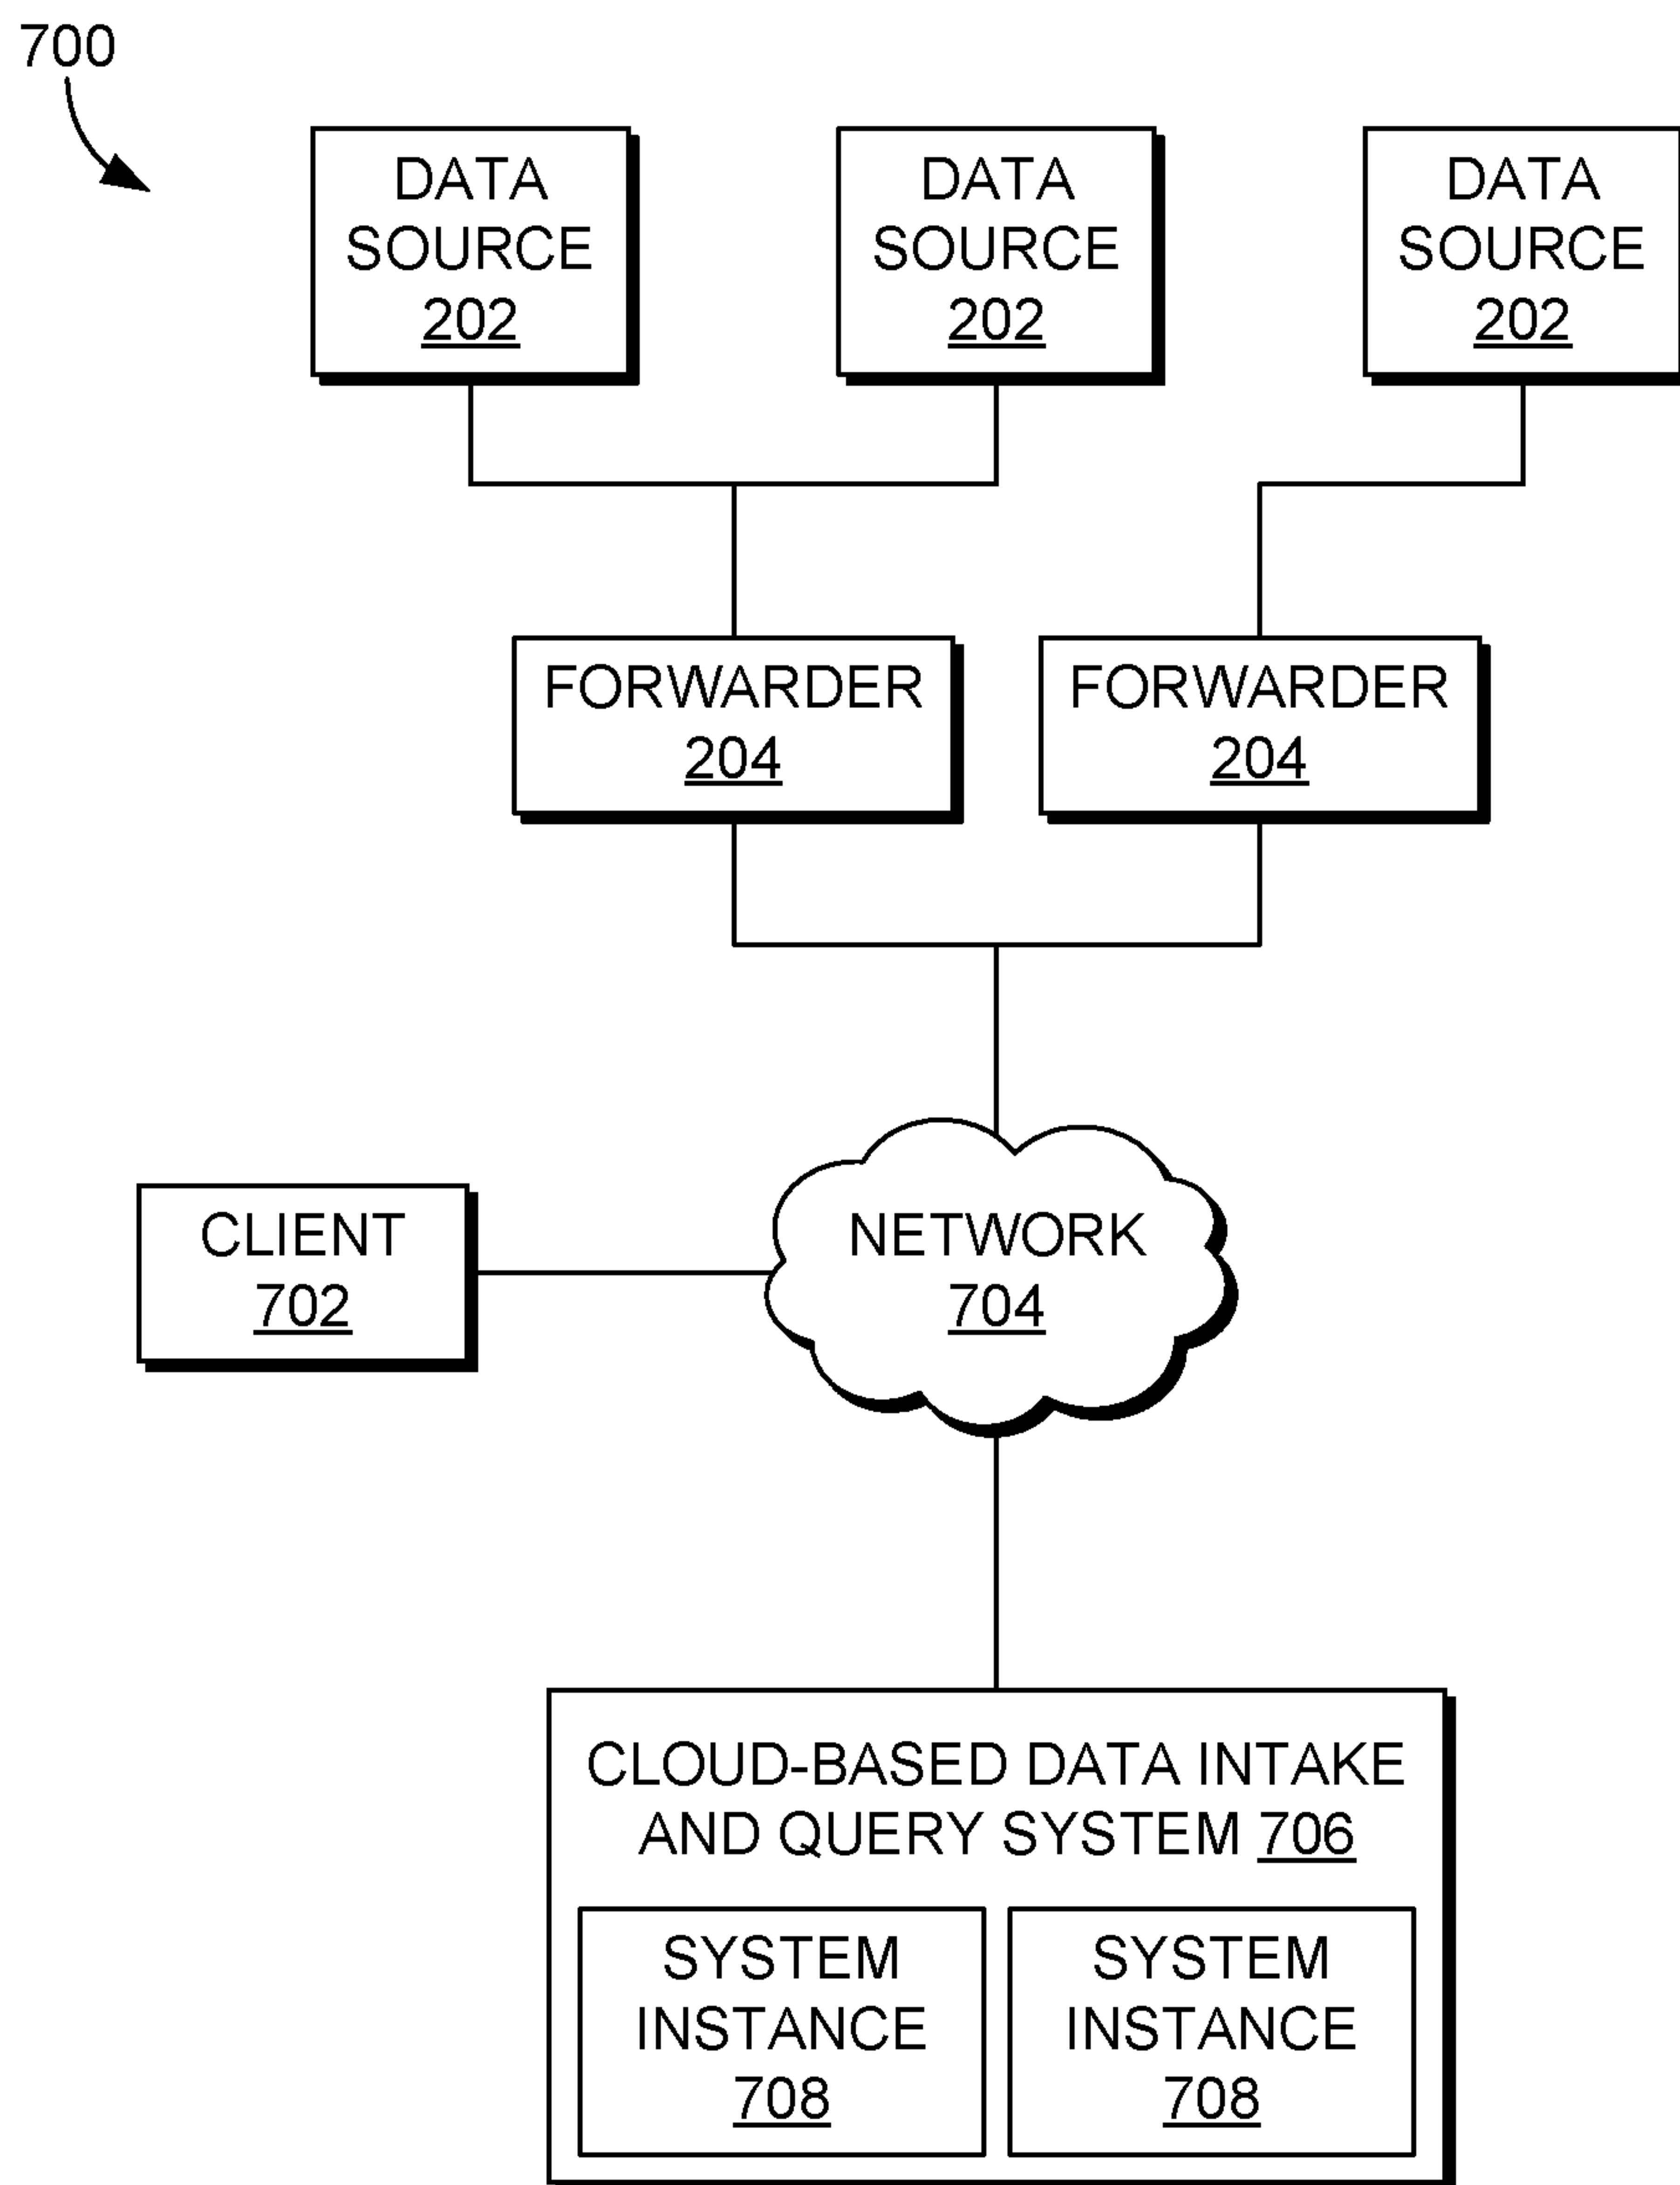 700
DATA
SOURCE
202
DATA
SOURCE
202
DATA
SOURCE
202
FORWARDER
204
FORWARDER
204
CLIENT
702
NETWORK
704
CLOUD-BASED DATA INTAKE
AND QUERY SYSTEM 706
SYSTEM
INSTANCE
708
SYSTEM
INSTANCE
708